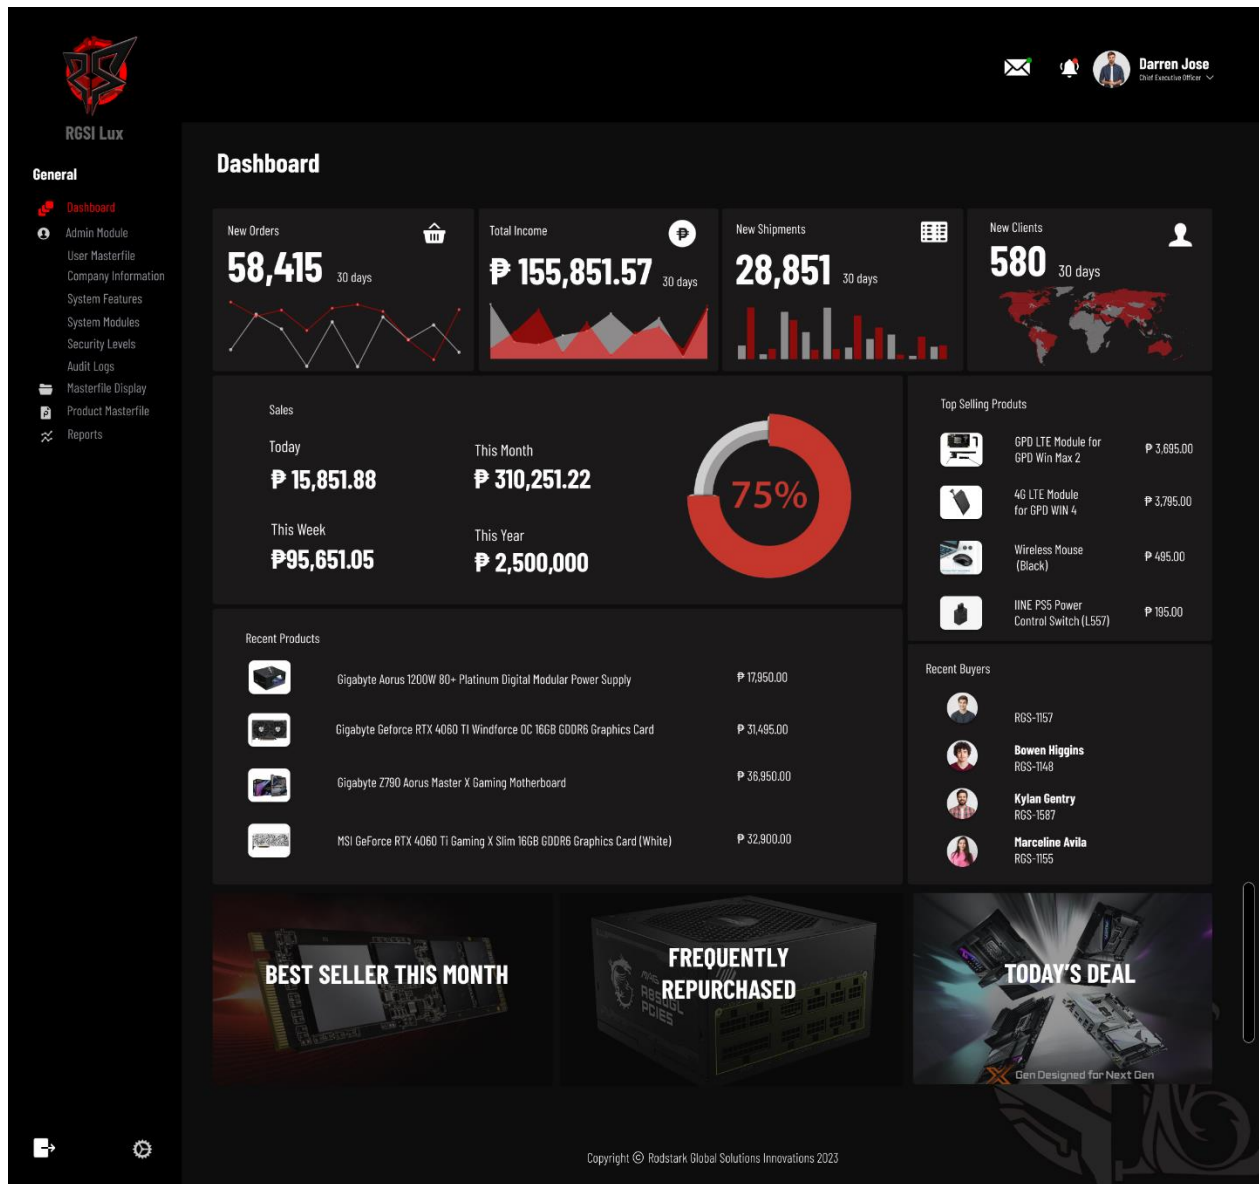 RGSI Lux
Darren Jose
Chief Executive Officer
General
Dashboard
Admin Module
User Masterfile
Company Information
System Features
System Modules
Security Levels
Audit Logs
Masterfile Display
Product Masterfile
Reports
Dashboard
New Orders
58,415 30 days
Total Income
₱ 155,851.57 30 days
New Shipments
28,851 30 days
New Clients
580 30 days
Sales
Today
₱ 15,851.88
This Month
₱ 310,251.22
This Week
₱95,651.05
This Year
₱ 2,500,000
75%
Top Selling Produts
GPD LTE Module for
GPD Win Max 2
₱ 3,695.00
4G LTE Module
for GPD WIN 4
₱ 3,795.00
Wireless Mouse
(Black)
₱ 495.00
IINE PS5 Power
Control Switch (L557)
₱ 195.00
Recent Products
Gigabyte Aorus 1200W 80+ Platinum Digital Modular Power Supply ₱ 17,950.00
Gigabyte Geforce RTX 4060 TI Windforce OC 16GB GDDR6 Graphics Card ₱ 31,495.00
Gigabyte Z790 Aorus Master X Gaming Motherboard ₱ 36,950.00
MSI GeForce RTX 4060 Ti Gaming X Slim 16GB GDDR6 Graphics Card (White) ₱ 32,900.00
Recent Buyers
RGS-1157
Bowen Higgins
RGS-1148
Kylan Gentry
RGS-1587
Marceline Avila
RGS-1155
BEST SELLER THIS MONTH
FREQUENTLY
REPURCHASED
MAG
A850GL
PCIE5
TODAY'S DEAL
X Gen Designed for Next Gen
Copyright © Rodstark Global Solutions Innovations 2023